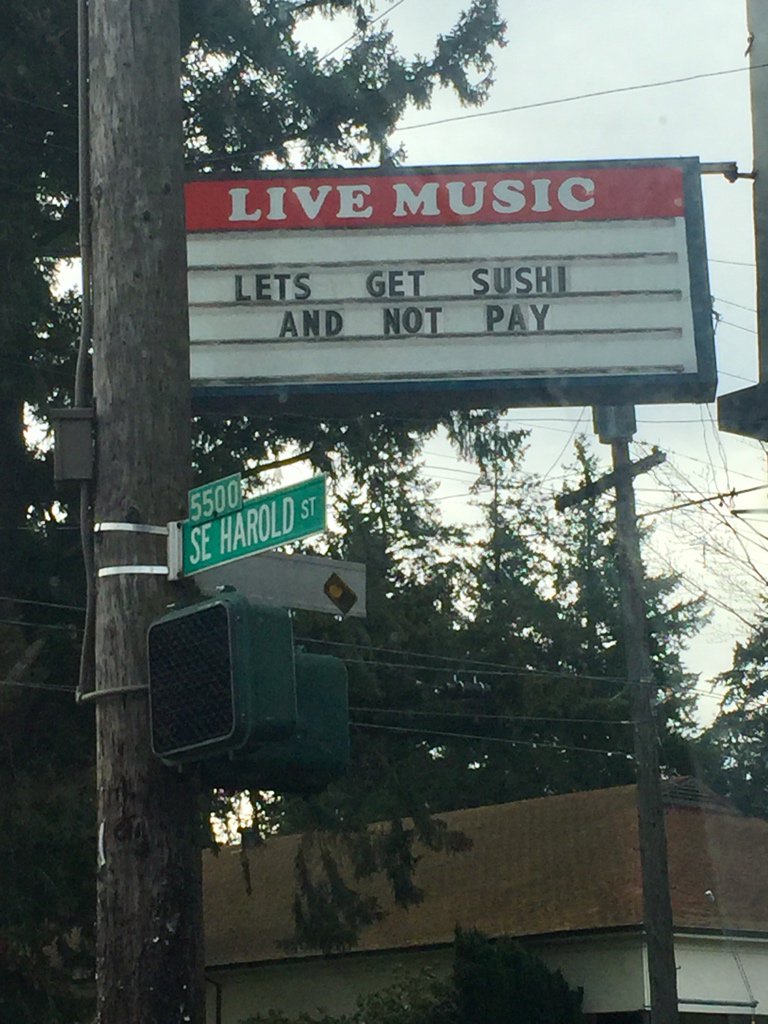 LIVE MUSIC
LETS GET SUSHI
AND NOT PAY
5500
SE HAROLD ST